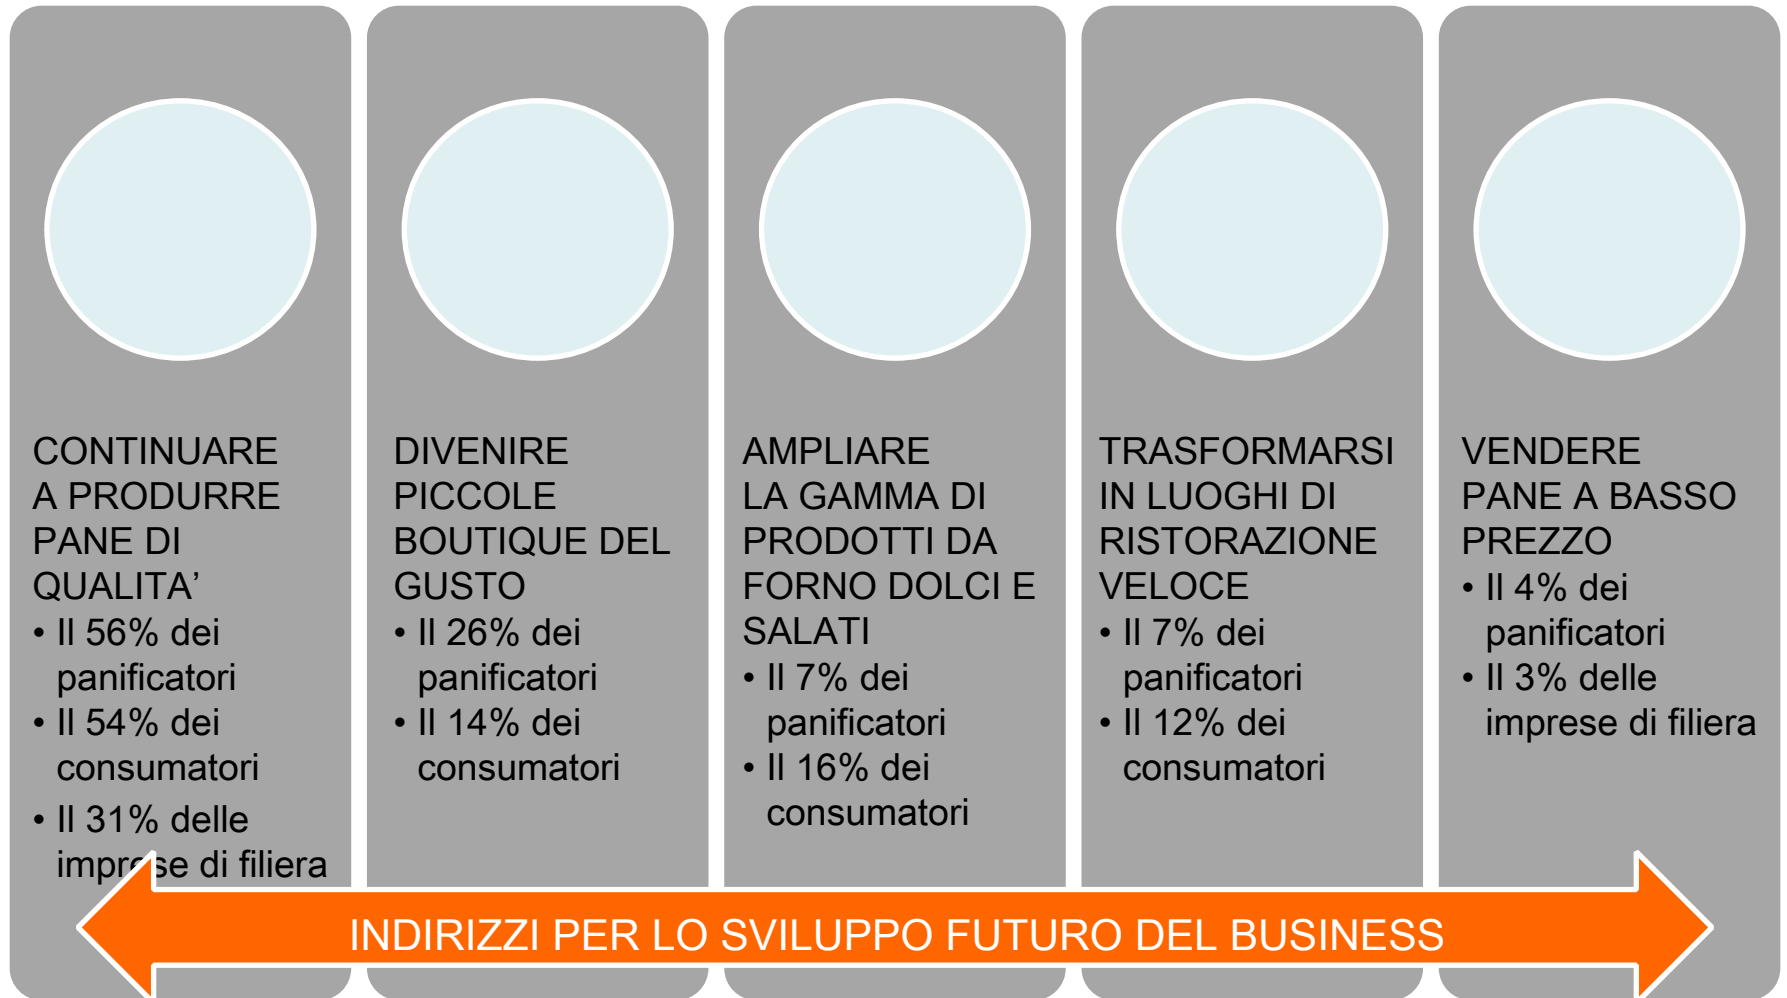 CONTINUARE
A PRODURRE
PANE DI
QUALITA’
• Il 56% dei
panificatori
• Il 54% dei
consumatori
• Il 31% delle
imprese di filiera
DIVENIRE
PICCOLE
BOUTIQUE DEL
GUSTO
• Il 26% dei
panificatori
• Il 14% dei
consumatori
AMPLIARE
LA GAMMA DI
PRODOTTI DA
FORNO DOLCI E
SALATI
• Il 7% dei
panificatori
• Il 16% dei
consumatori
TRASFORMARSI
IN LUOGHI DI
RISTORAZIONE
VELOCE
• Il 7% dei
panificatori
• Il 12% dei
consumatori
VENDERE
PANE A BASSO
PREZZO
• Il 4% dei
panificatori
• Il 3% delle
imprese di filiera
INDIRIZZI PER LO SVILUPPO FUTURO DEL BUSINESS